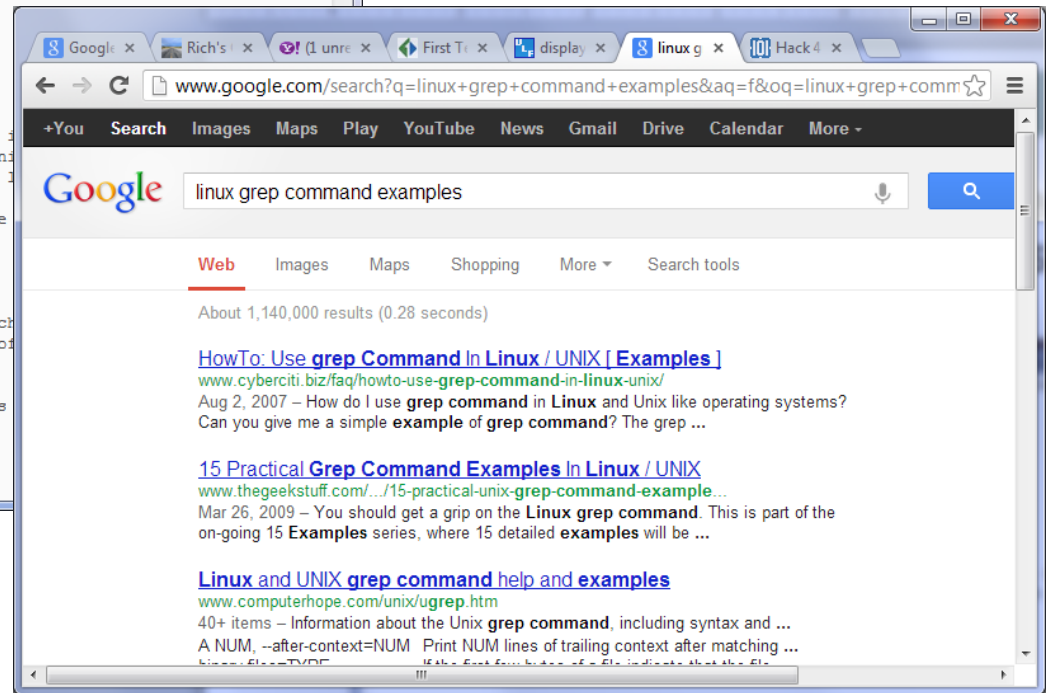 Google
Rich's
(1 unre
First Te
display
linux g
Hack 4
www.google.com/search?q=linux+grep+command+examples&aq=f&oq=linux+grep+comm
+You Search Images Maps Play YouTube News Gmail Drive Calendar More
Google
linux grep command examples
Web Images Maps Shopping More Search tools
About 1,140,000 results (0.28 seconds)
HowTo: Use grep Command In Linux / UNIX [ Examples ]
www.cyberciti.biz/faq/howto-use-grep-command-in-linux-unix/
Aug 2, 2007 – How do I use grep command in Linux and Unix like operating systems?
Can you give me a simple example of grep command? The grep ...
15 Practical Grep Command Examples In Linux / UNIX
www.thegeekstuff.com/.../15-practical-unix-grep-command-example...
Mar 26, 2009 – You should get a grip on the Linux grep command. This is part of the
on-going 15 Examples series, where 15 detailed examples will be ...
Linux and UNIX grep command help and examples
www.computerhope.com/unix/ugrep.htm
40+ items – Information about the Unix grep command, including syntax and ...
A NUM, --after-context=NUM Print NUM lines of trailing context after matching ...